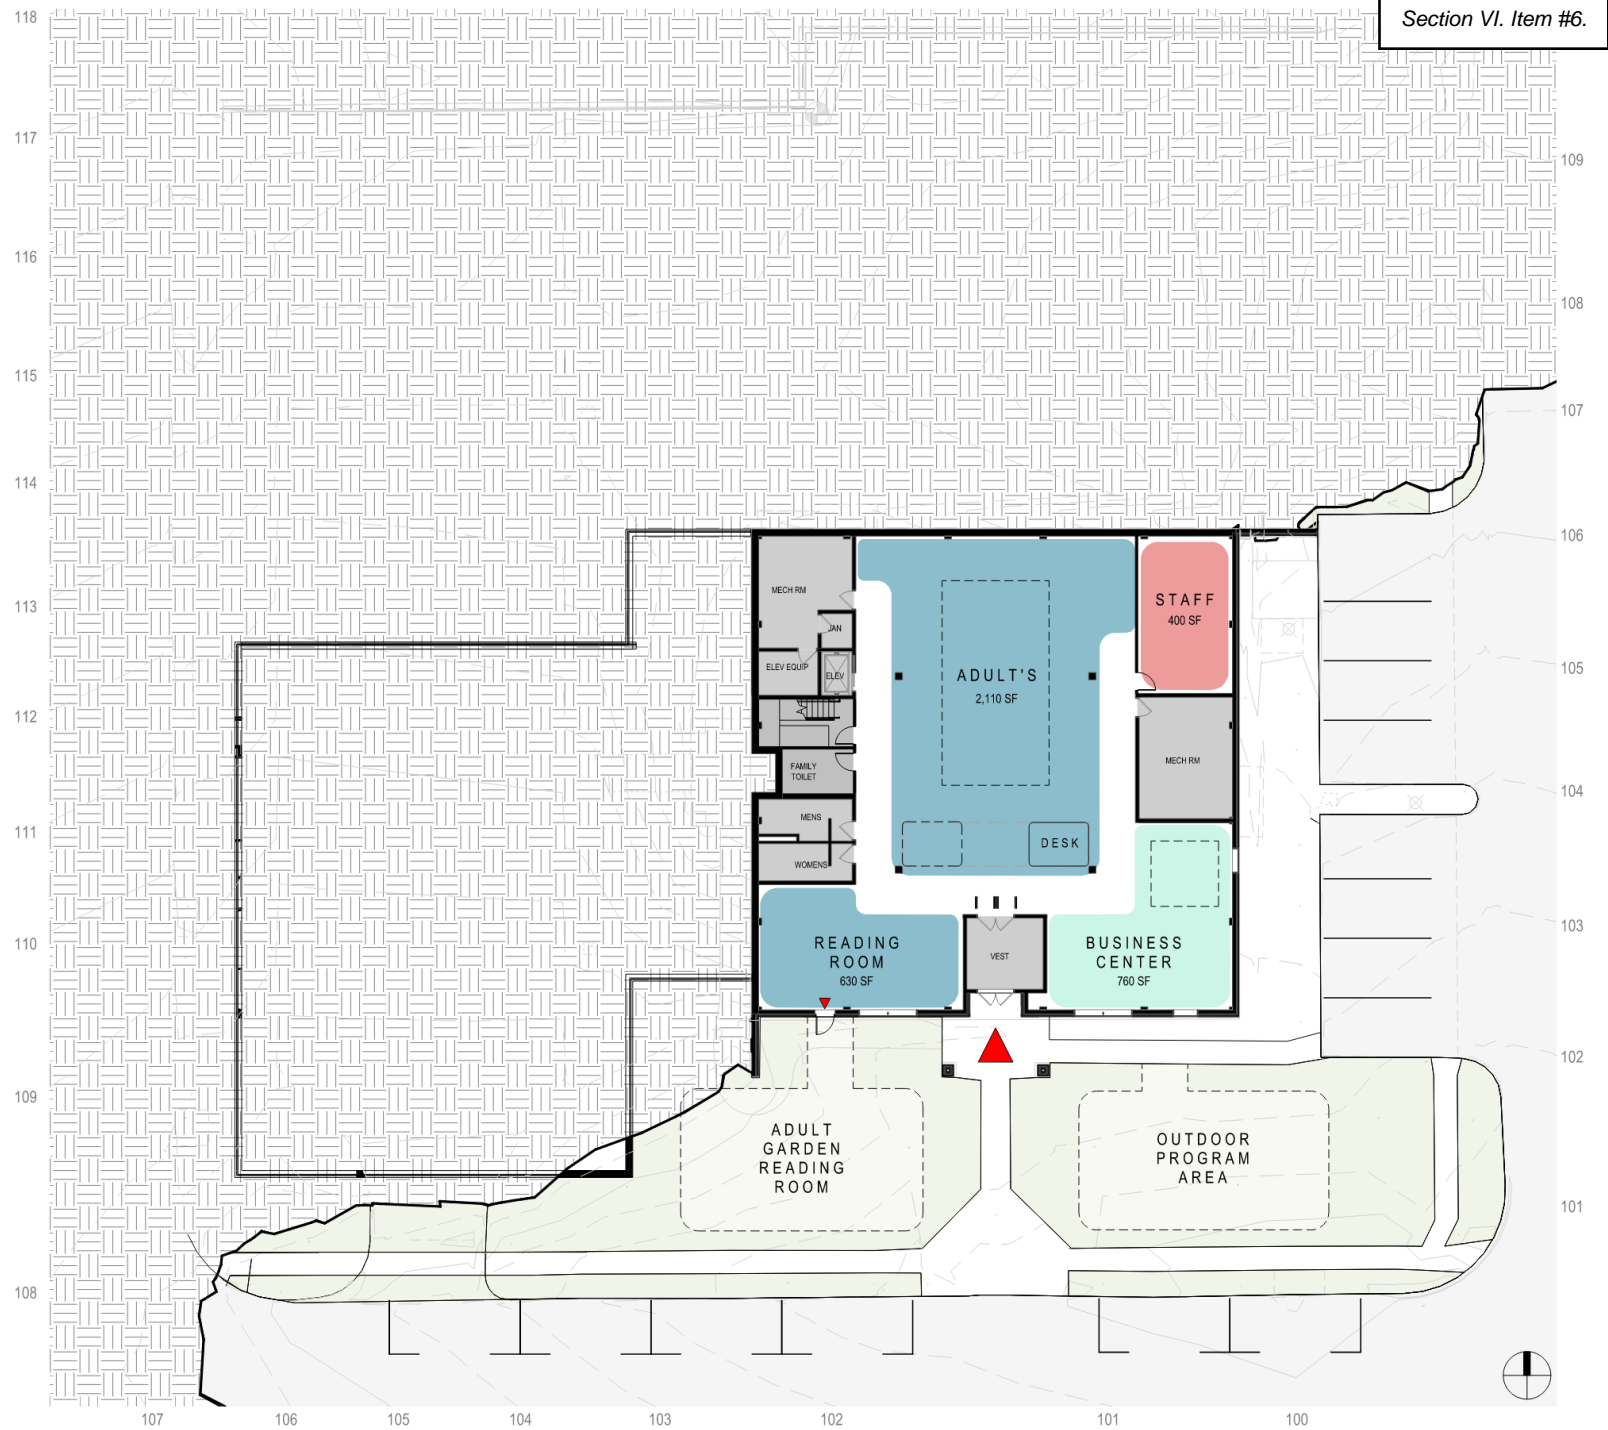 Section VI. Item #6.
118
117
109
116
108
115
107
114
106
MECH RM
STAFF
400 SF
113
JAN
105
ELEV EQUIP
ELEV
ADULT'S
2,110 SF
112
MECH RM
FAMILY
TOILET
104
111
MENS
DESK
WOMENS
103
110
READING
ROOM
630 SF
VEST
BUSINESS
CENTER
760 SF
102
109
ADULT
GARDEN
READING
ROOM
OUTDOOR
PROGRAM
AREA
101
108
107
106
105
104
103
102
101
100